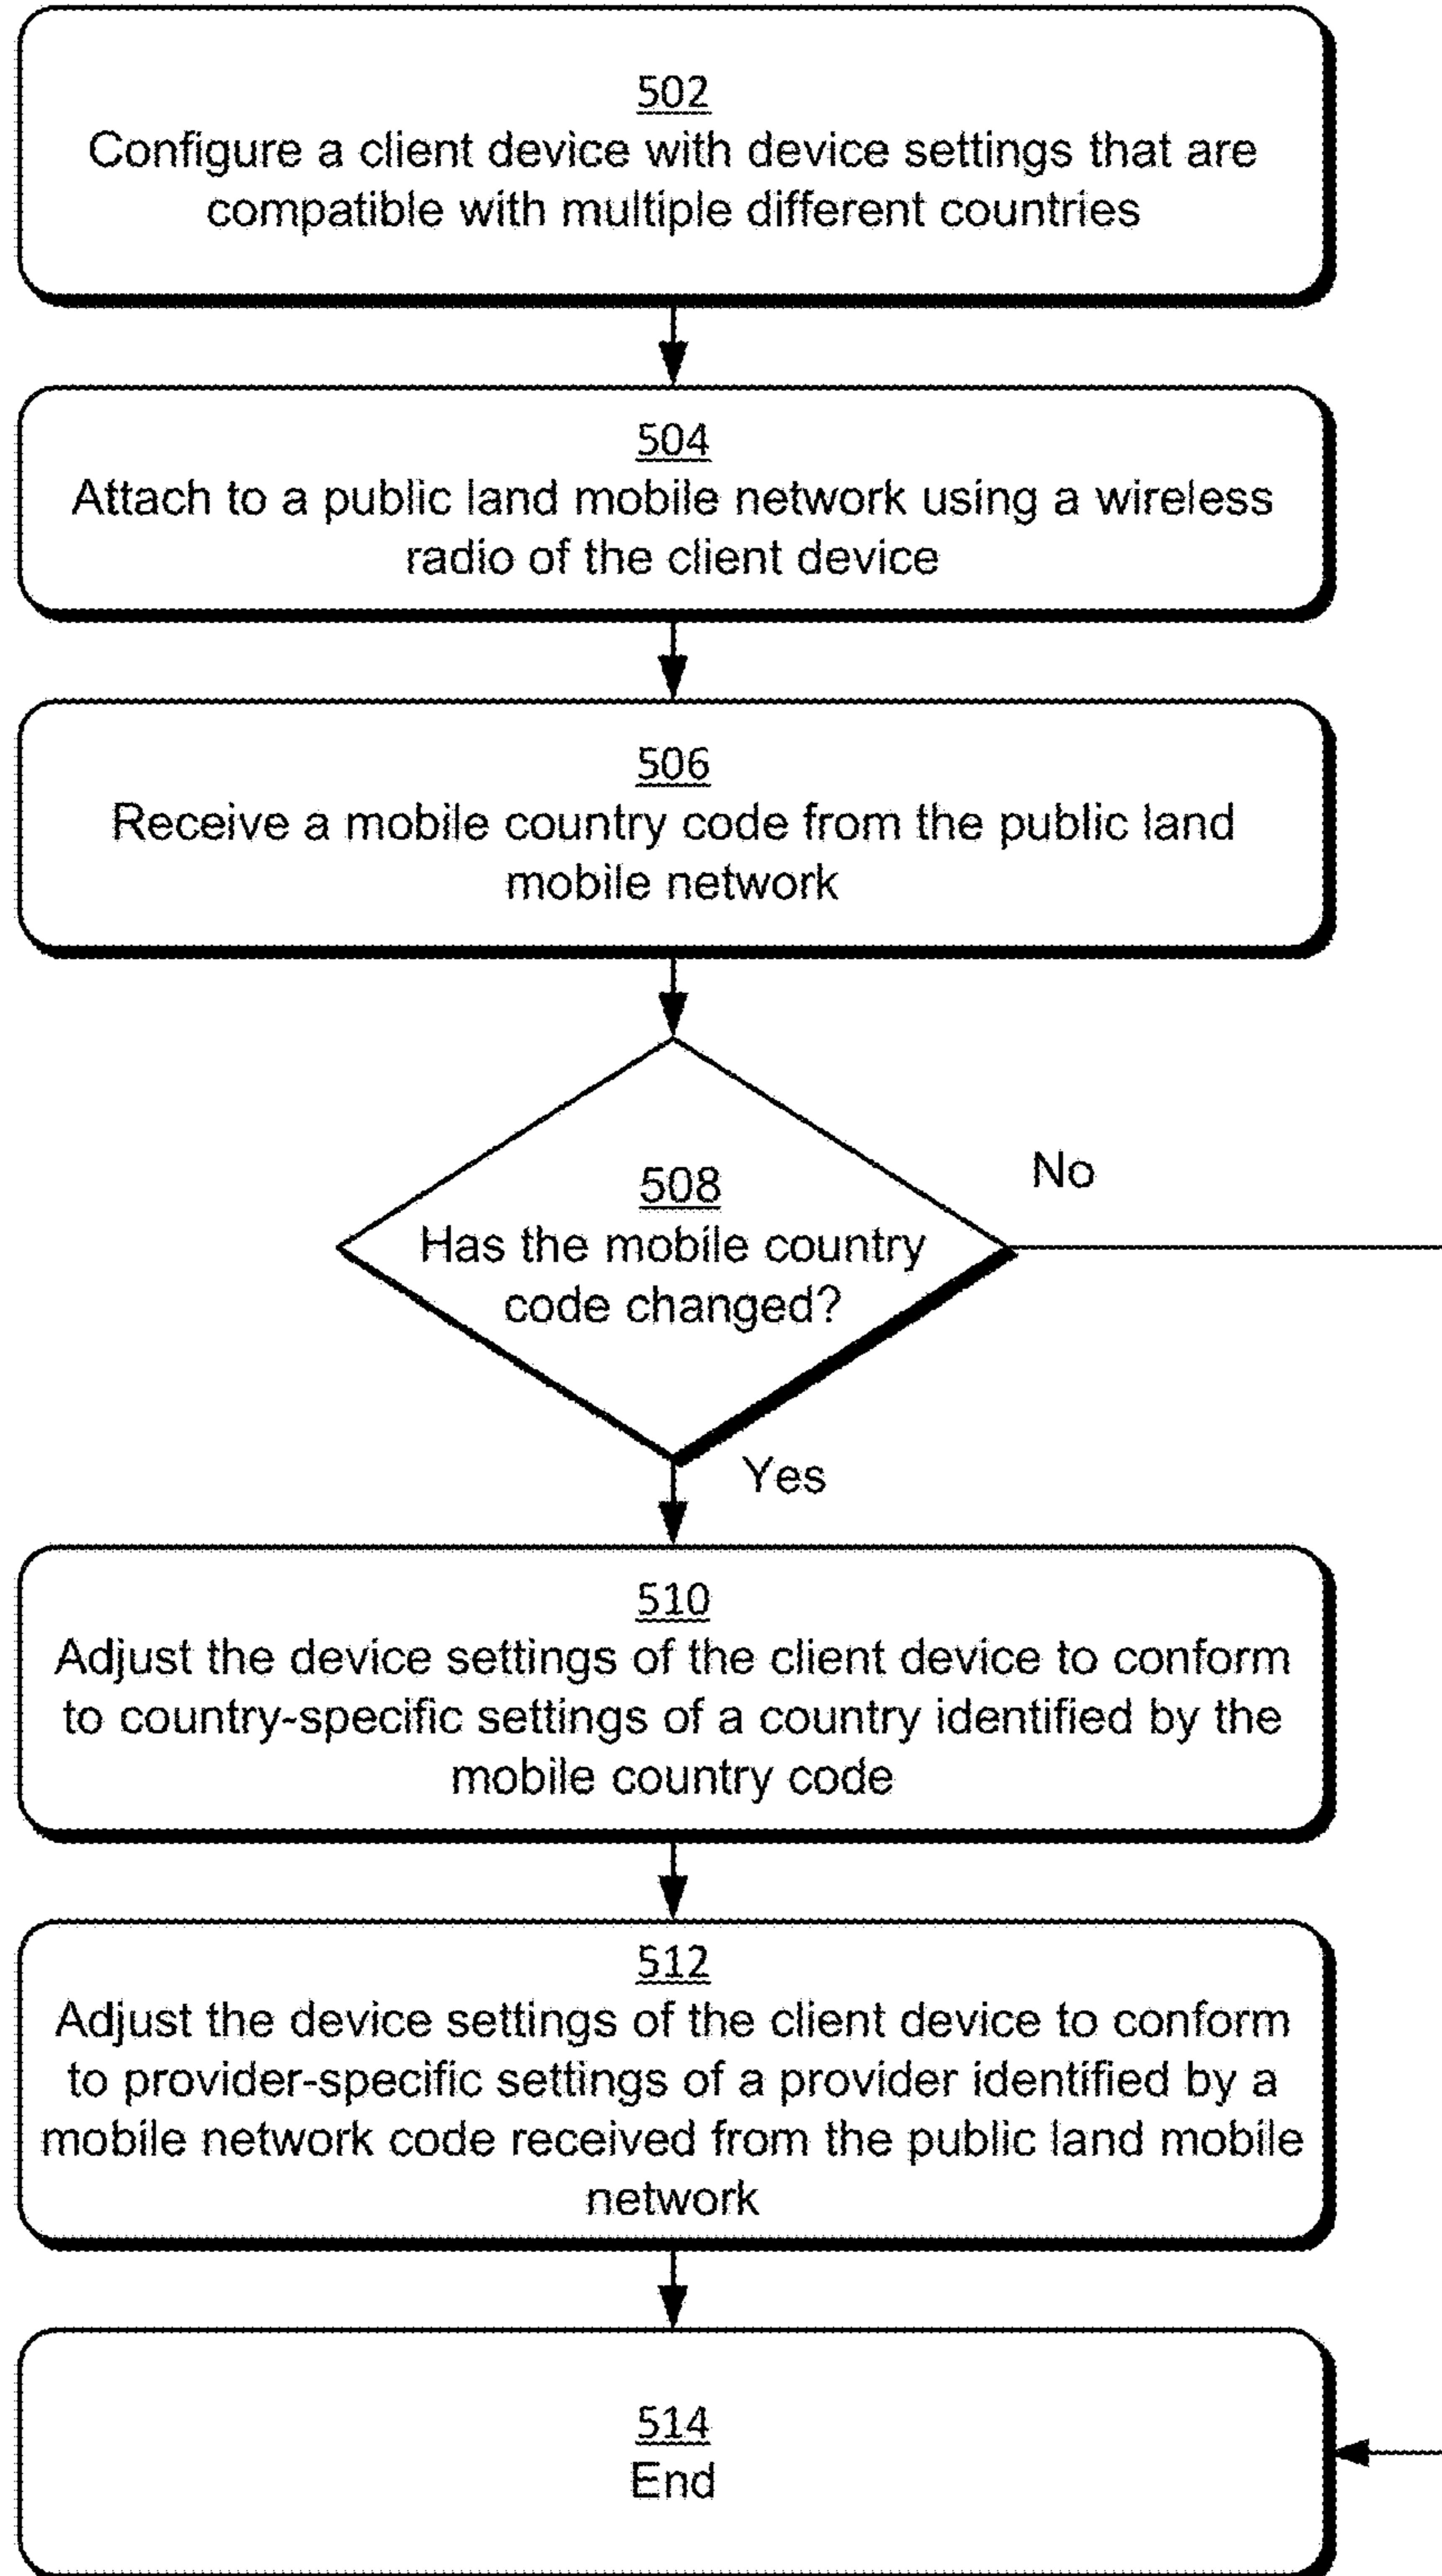 502
Configure a client device with device settings that are
compatible with multiple different countries
504
Attach to a public land mobile network using a wireless
radio of the client device
506
Receive a mobile country code from the public land
mobile network
508
Has the mobile country
code changed?
No
Yes
510
Adjust the device settings of the client device to conform
to country-specific settings of a country identified by the
mobile country code
512
Adjust the device settings of the client device to conform
to provider-specific settings of a provider identified by a
mobile network code received from the public land mobile
network
514
End